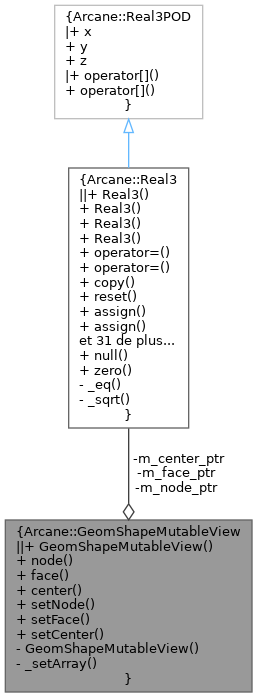 {Arcane::Real3POD
|+ x
+ y
+ z
|+ operator[]()
+ operator[]()
}
{Arcane::Real3
||+ Real3()
+ Real3()
+ Real3()
+ Real3()
+ operator=()
+ operator=()
+ copy()
+ reset()
+ assign()
+ assign()
et 31 de plus...
+ null()
+ zero()
- _eq()
- _sqrt()
}
-m_center_ptr
-m_face_ptr
-m_node_ptr
{Arcane::GeomShapeMutableView
||+ GeomShapeMutableView()
+ node()
+ face()
+ center()
+ setNode()
+ setFace()
+ setCenter()
- GeomShapeMutableView()
- _setArray()
}